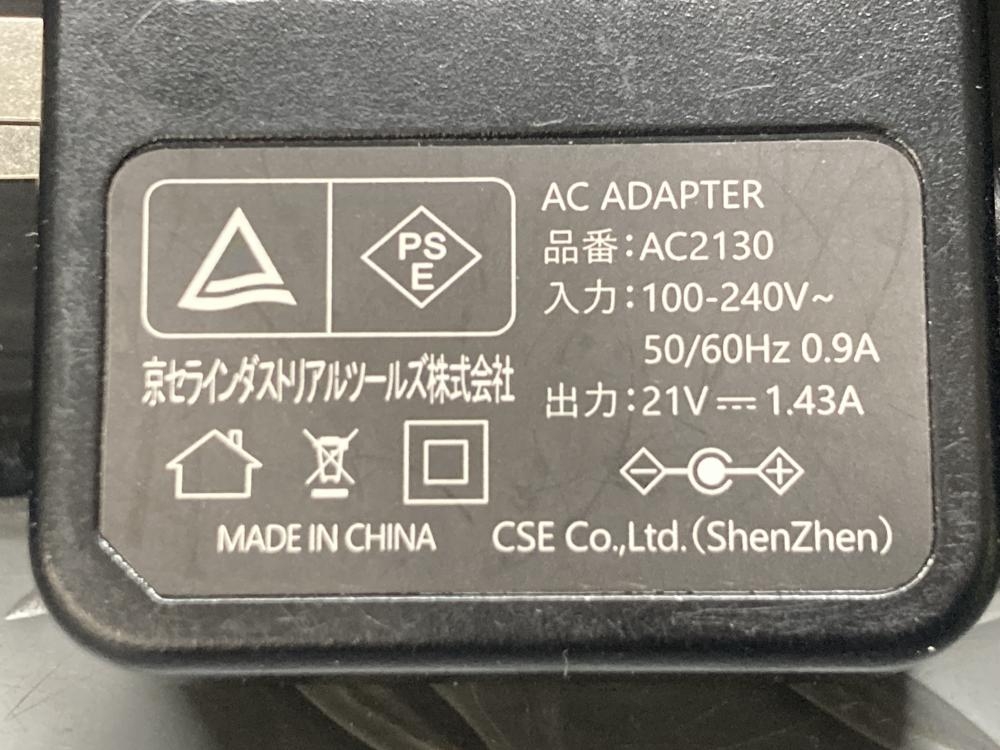 PS
E
AC ADAPTER
品番：AC2130
入力：100-240V~
50/60Hz 0.9A
出力：21V⎓1.43A
京セラインダストリアルツールズ株式会社
MADE IN CHINA
CSE Co.,Ltd.（ShenZhen）